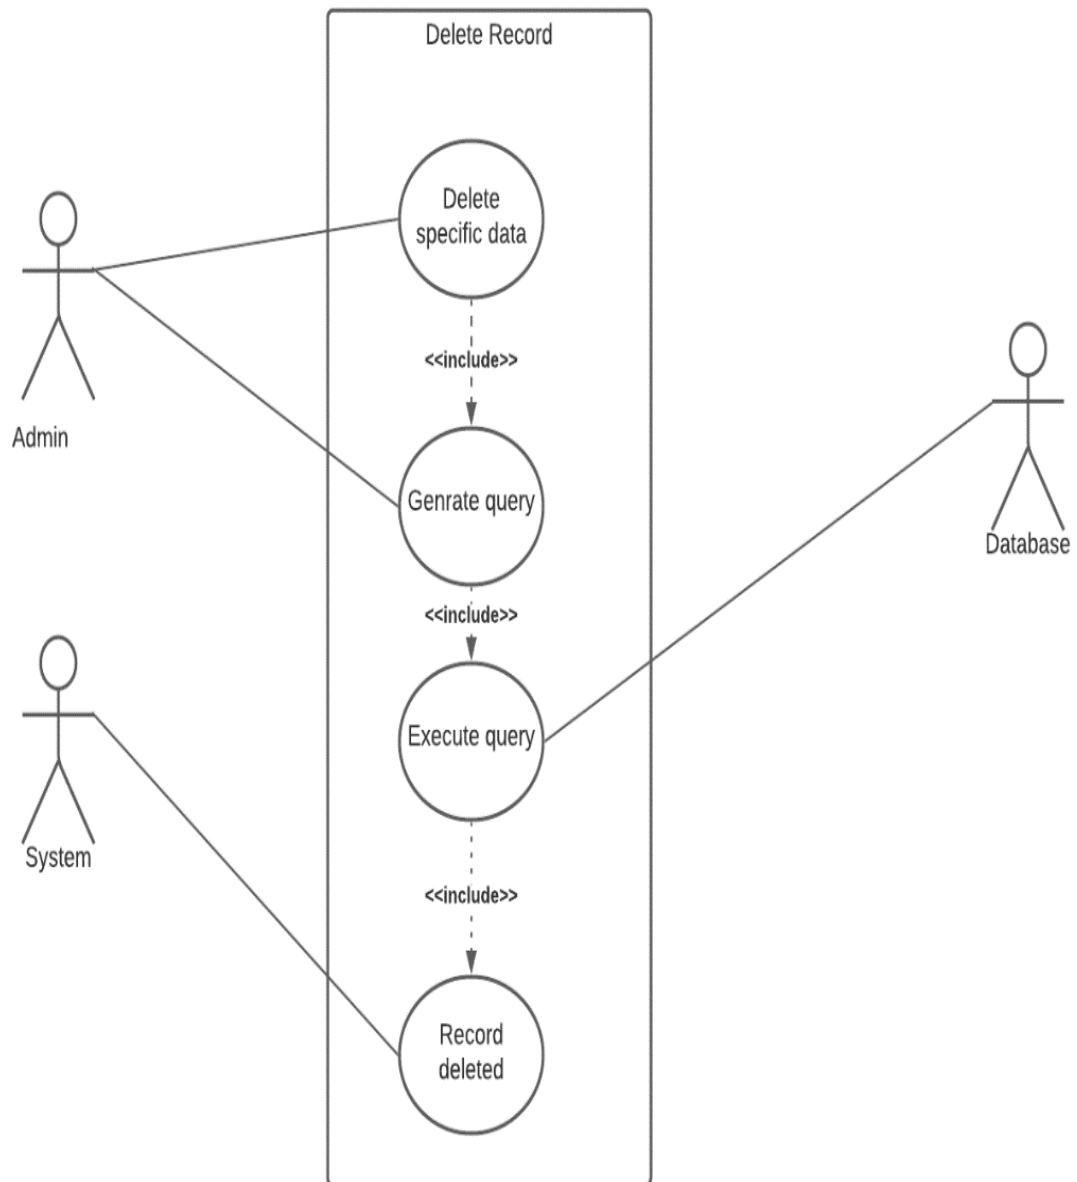 Delete Record
Delete
specific data
<<include>>
Admin
Genrate query
Database
<<include>>
Execute query
System
<<include>>
Record
deleted